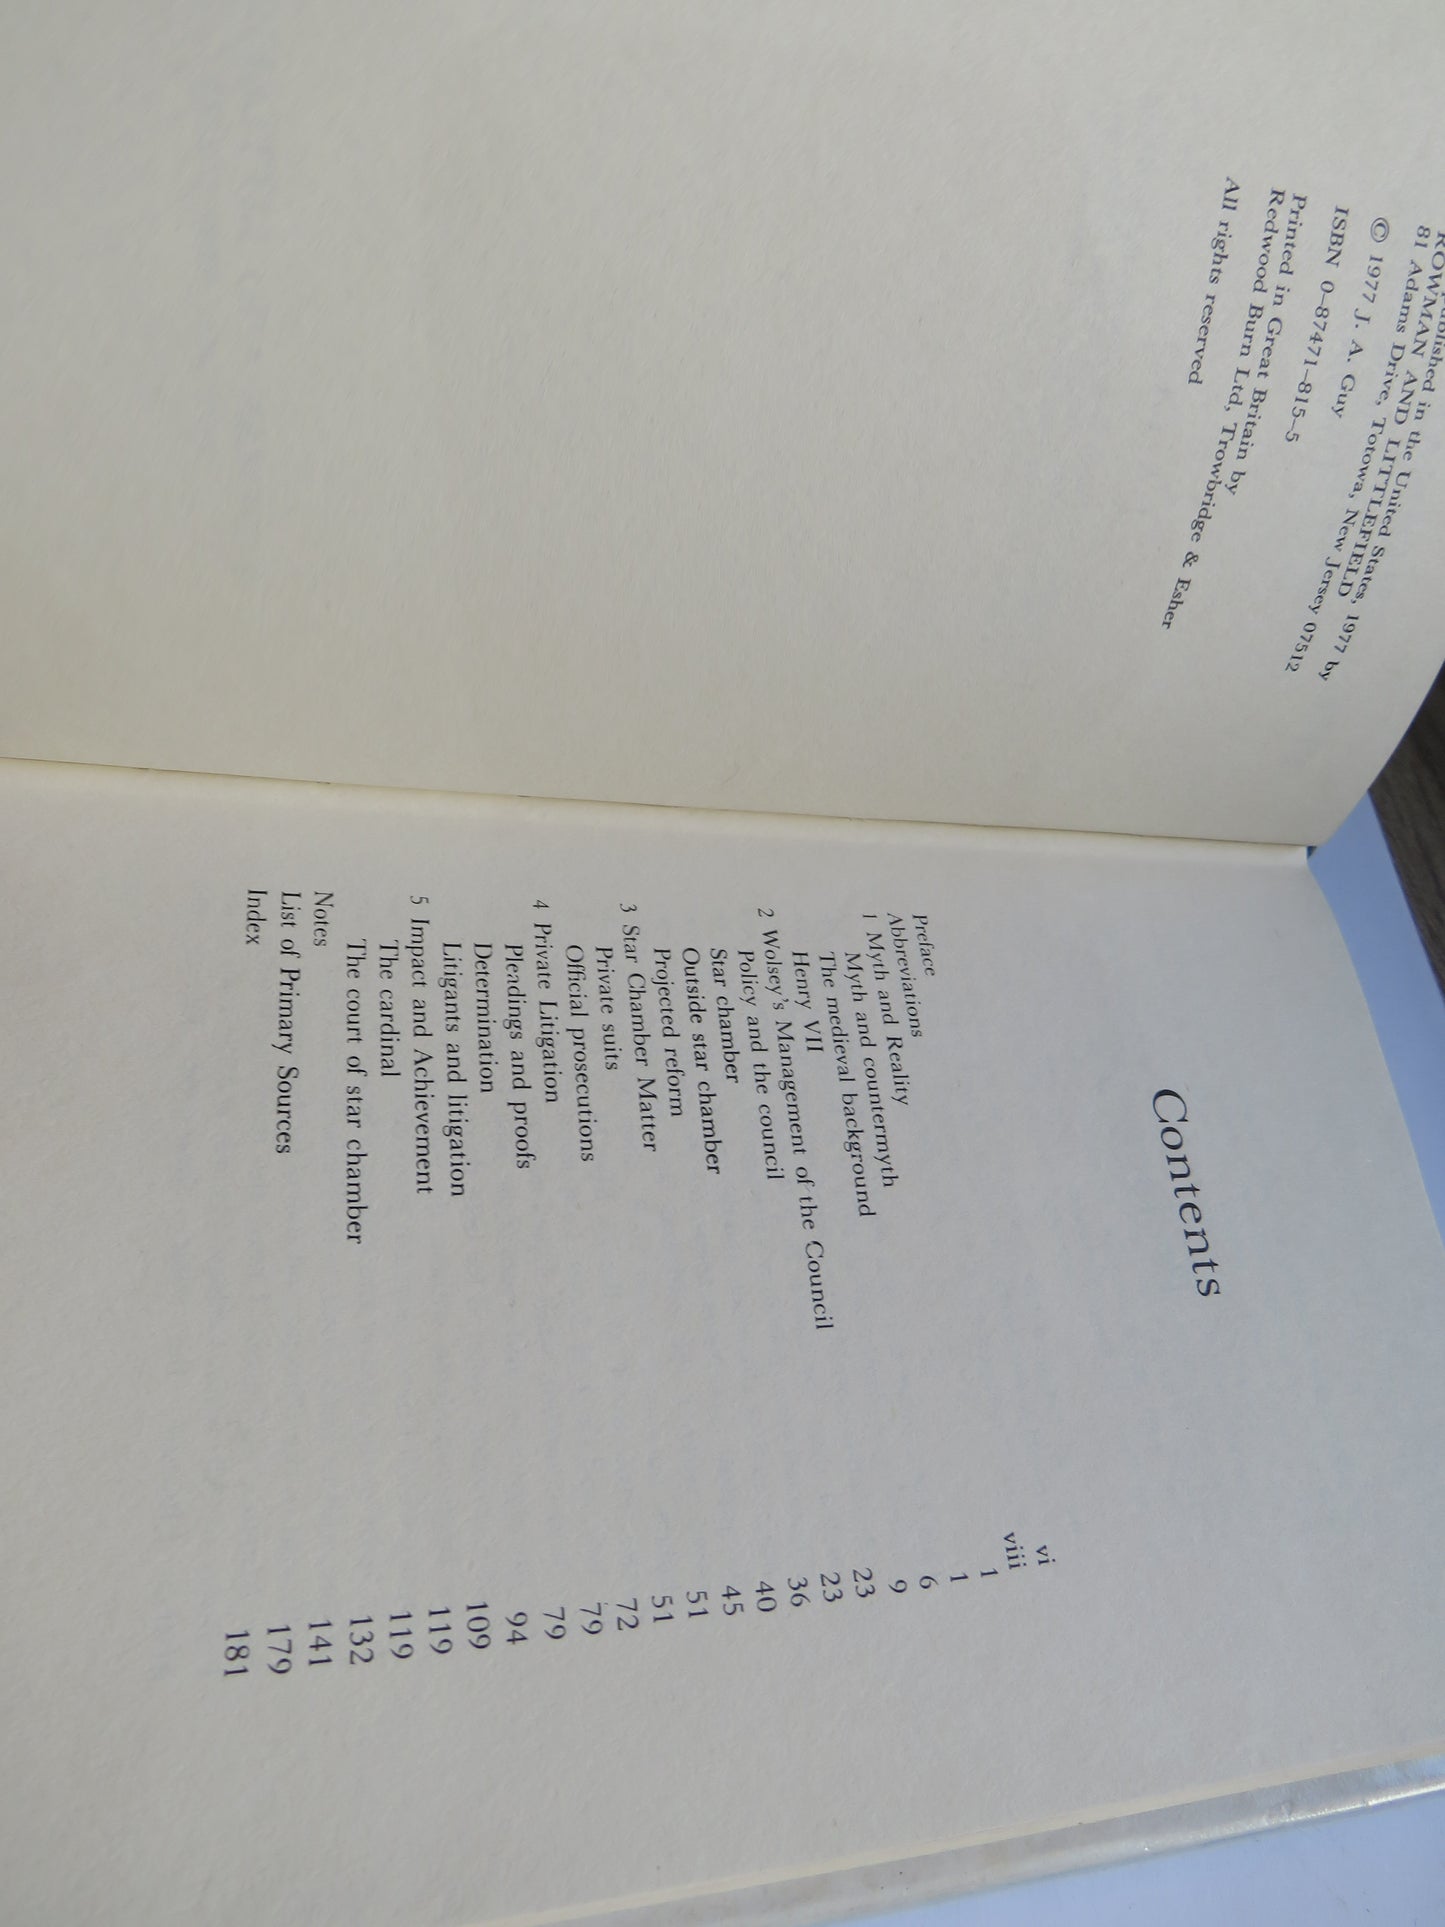 published in the United States, 1977 by
ROWMAN AND LITTLEFIELD
81 Adams Drive, Totowa, New Jersey 07512
© 1977 J. A. Guy
ISBN 0-87471-815-5
Printed in Great Britain by
Redwood Burn Ltd, Trowbridge & Esher
All rights reserved
Contents
Preface vi
Abbreviations viii
1 Myth and Reality 1
Myth and countermyth 1
The medieval background 6
Henry VII 9
2 Wolsey's Management of the Council 23
Policy and the council 23
Star chamber 36
Outside star chamber 40
Projected reform 45
3 Star Chamber Matter 51
Private suits 51
Official prosecutions 72
4 Private Litigation 79
Pleadings and proofs 79
Determination 94
Litigants and litigation 109
5 Impact and Achievement 119
The cardinal 119
The court of star chamber 132
Notes 141
List of Primary Sources 179
Index 181